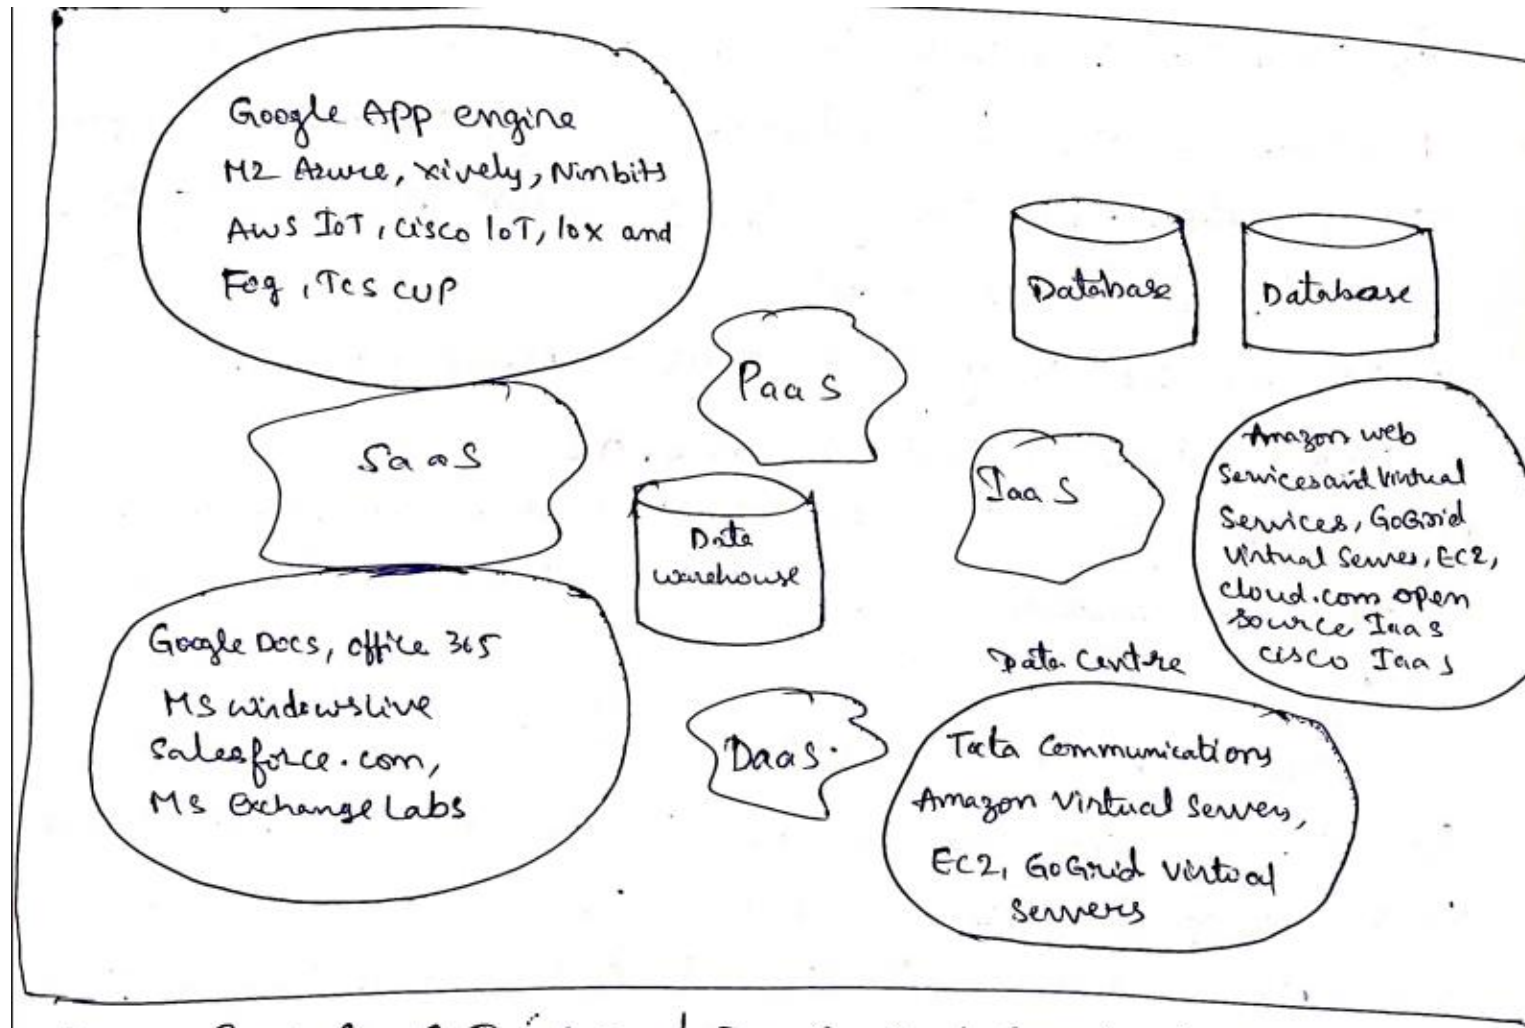 Google APP engine
M2 Azure, xively, Nimbits
AWS IoT, cisco IoT, Iox and
Fog, Tcs CUP
Database
Database
PaaS
SaaS
IaaS
Amazon web
Services and Virtual
Services, GoGrid
Virtual Server, EC2,
cloud.com open
source IaaS
cisco IaaS
Data
warehouse
Google Docs, office 365
MS windowslive
Salesforce.com,
MS Exchange Labs
Data Centre
DaaS.
Tata Communications
Amazon Virtual Servers,
EC2, GoGrid Virtual
Servers